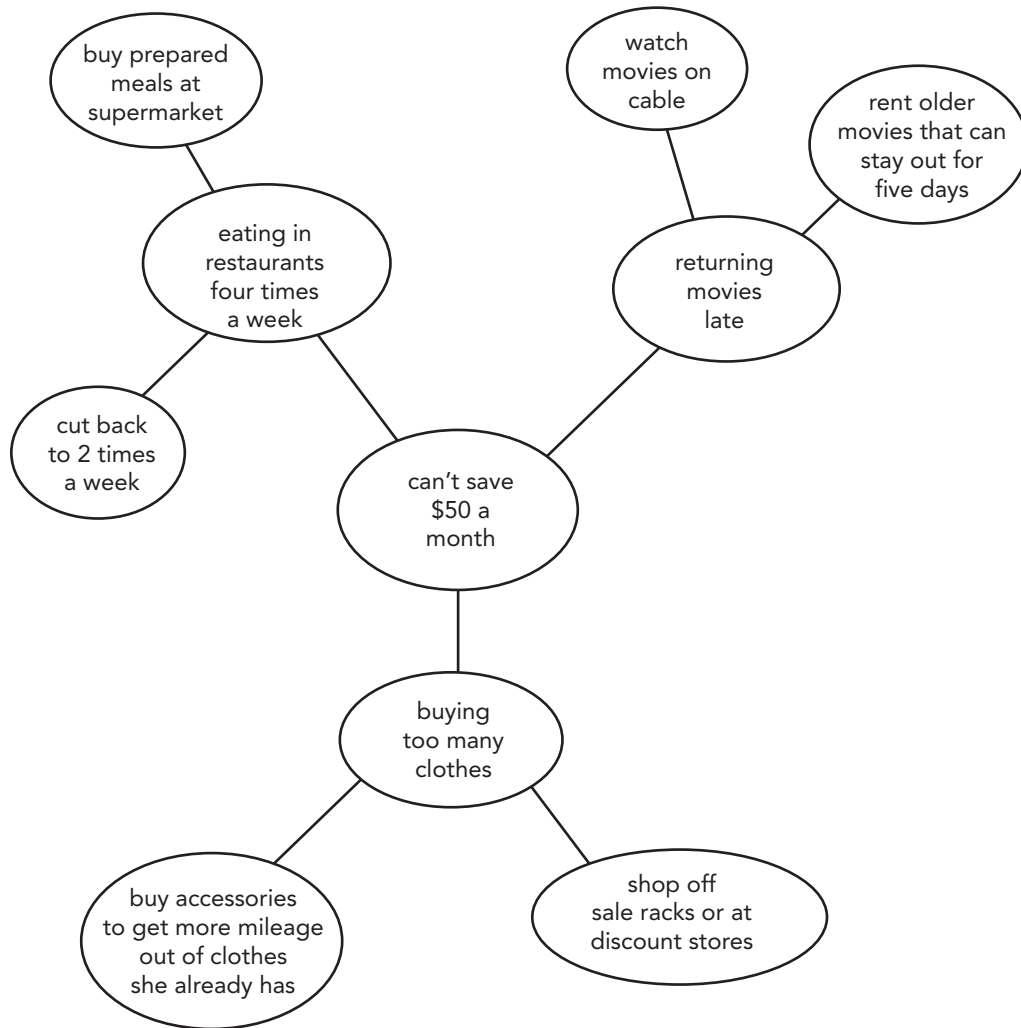 buy prepared
meals at
supermarket
watch
movies on
cable
rent older
movies that can
stay out for
five days
eating in
restaurants
four times
a week
returning
movies
late
cut back
to 2 times
a week
can't save
$50 a
month
buying
too many
clothes
buy accessories
to get more mileage
out of clothes
she already has
shop off
sale racks or at
discount stores